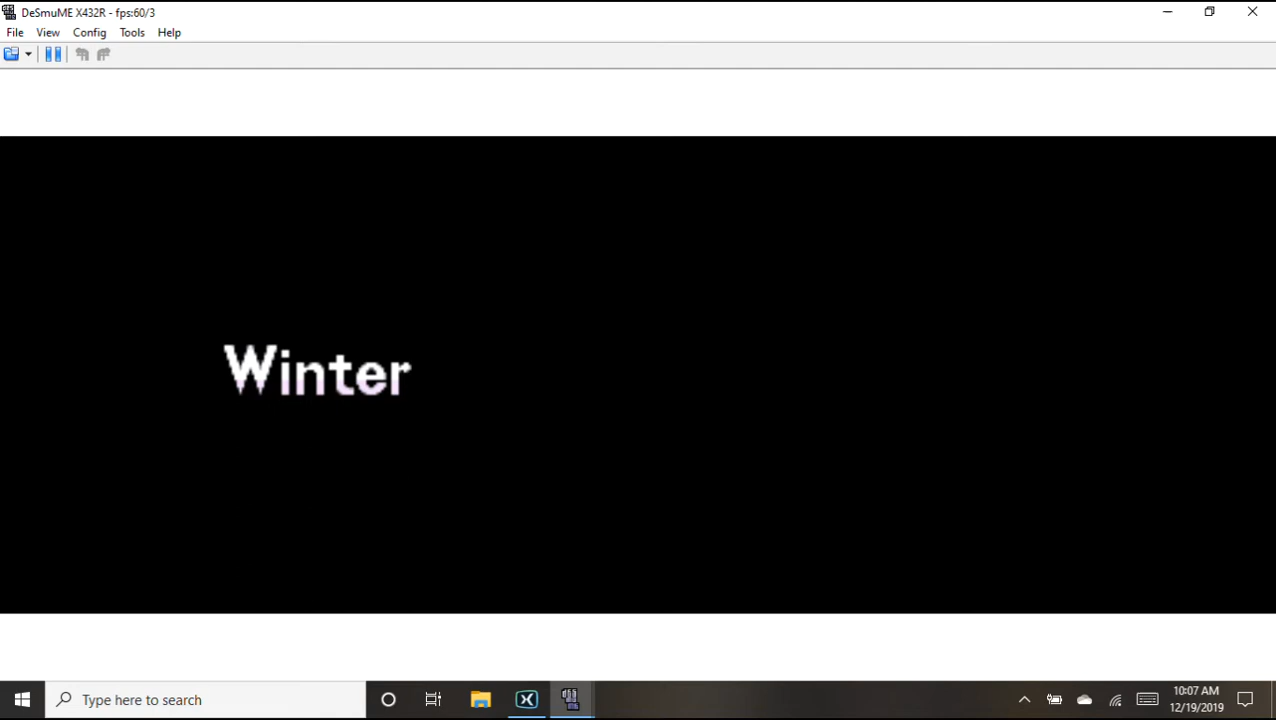 DeSmuME X432R - fps:60/3
File View Config Tools Help
Winter
Type here to search
10:07 AM
12/19/2019